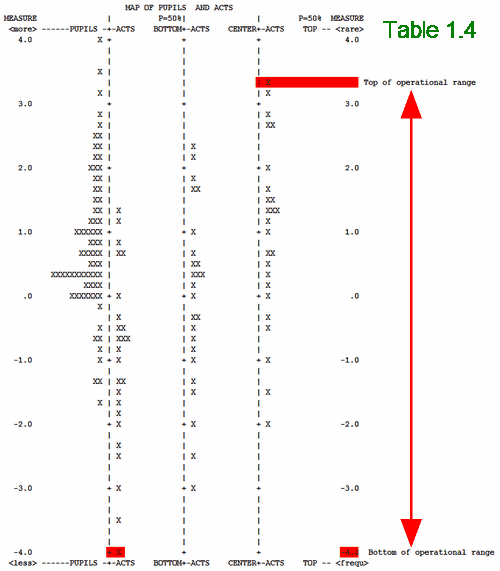 MAP OF PUPILS AND ACTS
MEASURE | P=50% | P=50% MEASURE
<more> ------PUPILS -+-ACTS BOTTOM+-ACTS CENTER+-ACTS TOP --- <rare>
4.0 X + + + 4.0
| | |
| | |
X | | |
| | | X Top of operational range
X | | | X
3.0 + + + 3.0
| | | X
| | | XX
XX | | |
XX | | X |
XX | | X |
2.0 XXX + + + X 2.0
XX | | X |
XX | | XX | X
XX | | | XX
XX | X | | XXX
XXX | X | | X
1.0 XXXXXX + + X + X 1.0
XXX | X | |
XXXXX | XX | X | XX
XXX | | XX | X
XXXXXXXXXXX | | XXX | X
XXXX | | X | X
.0 XXXXXXX + X + X + X .0
X | | |
| X | XX | X
X | XX | X | X
XX | XXX | X | X
X | X | X | X
-1.0 X + X + X + X -1.0
| | |
XX | XX | X |
| X | X | X
X | X | |
| X | |
-2.0 + X + X + X -2.0
| | |
| X | |
| X | X |
| | |
| | |
-3.0 + X + X + -3.0
| | |
| | |
| X | |
| | |
| | |
-4.0 + X + + -4.0 Bottom of operational range
<less> ------PUPILS -+-ACTS BOTTOM+-ACTS CENTER+-ACTS TOP -- <frequ>
Table 1.4